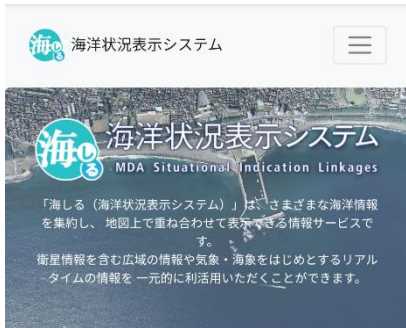 海しる 海洋状況表示システム
海しる 海洋状況表示システム
MDA Situational Indication Linkages
「海しる（海洋状況表示システム）」は、さまざまな海洋情報
を集約し、 地図上で重ね合わせて表示できる情報サービスで
す。
衛星情報を含む広域の情報や気象・海象をはじめとするリアル
タイムの情報を 一元的に利活用いただくことができます。